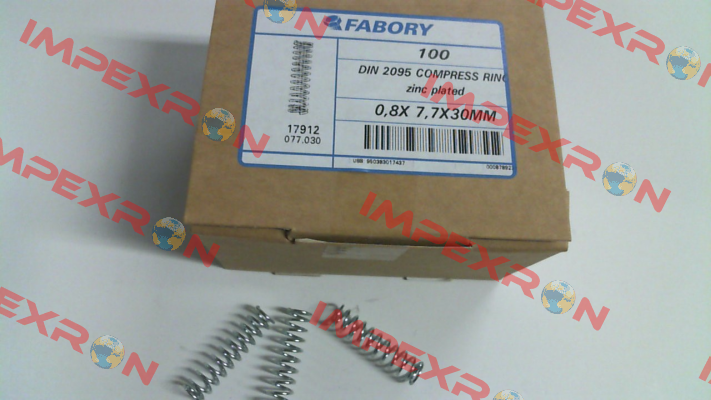 FABORY
100
DIN 2095 COMPRESS RING
zinc plated
0,8X 7,7X30MM
17912
077.030
IMPEXRON
IMPEXRON
IMPEXRON
IMPEXRON
IMPEXRON
IMPEXRON
IMPEXRON